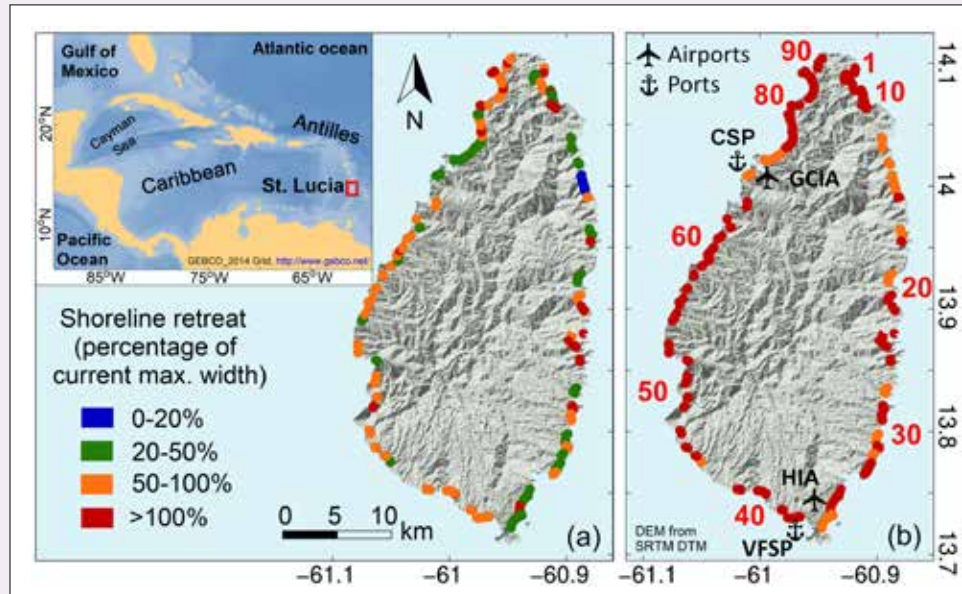 Gulf of
Mexico
Atlantic ocean
20°N
Cayman
Sea
Antilles
Caribbean
St. Lucia
10°N
Pacific
Ocean
GEBCO_2014 Grid, http://www.gebco.net/
85°W
75°W
65°W
N
Shoreline retreat
(percentage of
current max. width)
0-20%
20-50%
50-100%
>100%
0
5
10
km
(a)
−61.1
−61
−60.9
Airports
Ports
90
1
80
10
CSP
GCIA
60
20
50
30
HIA
40
VFSP
DEM from
SRTM DTM
(b)
14.1
14
13.9
13.8
13.7
−61.1
−61
−60.9